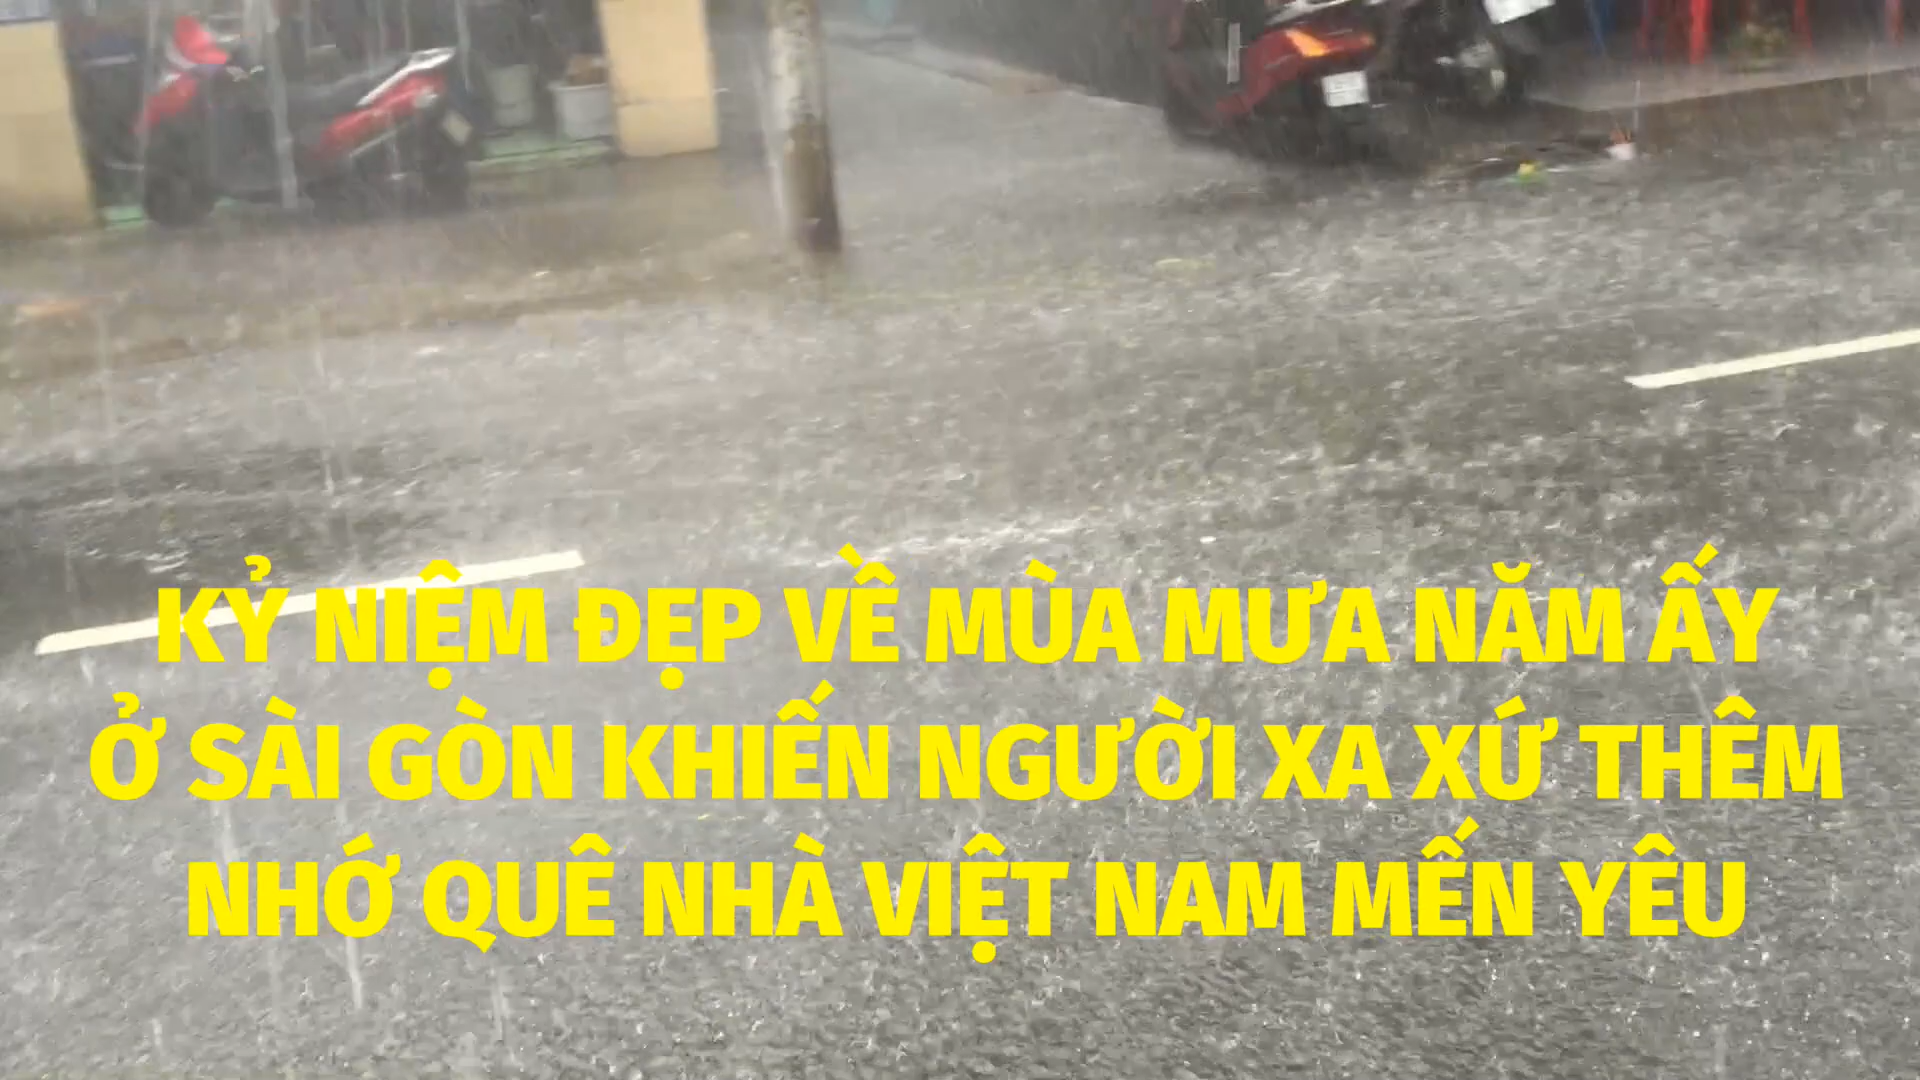 KỶ NIỆM ĐẸP VỀ MÙA MƯA NĂM ẤY
Ở SÀI GÒN KHIẾN NGƯỜI XA XỨ THÊM
NHỚ QUÊ NHÀ VIỆT NAM MẾN YÊU